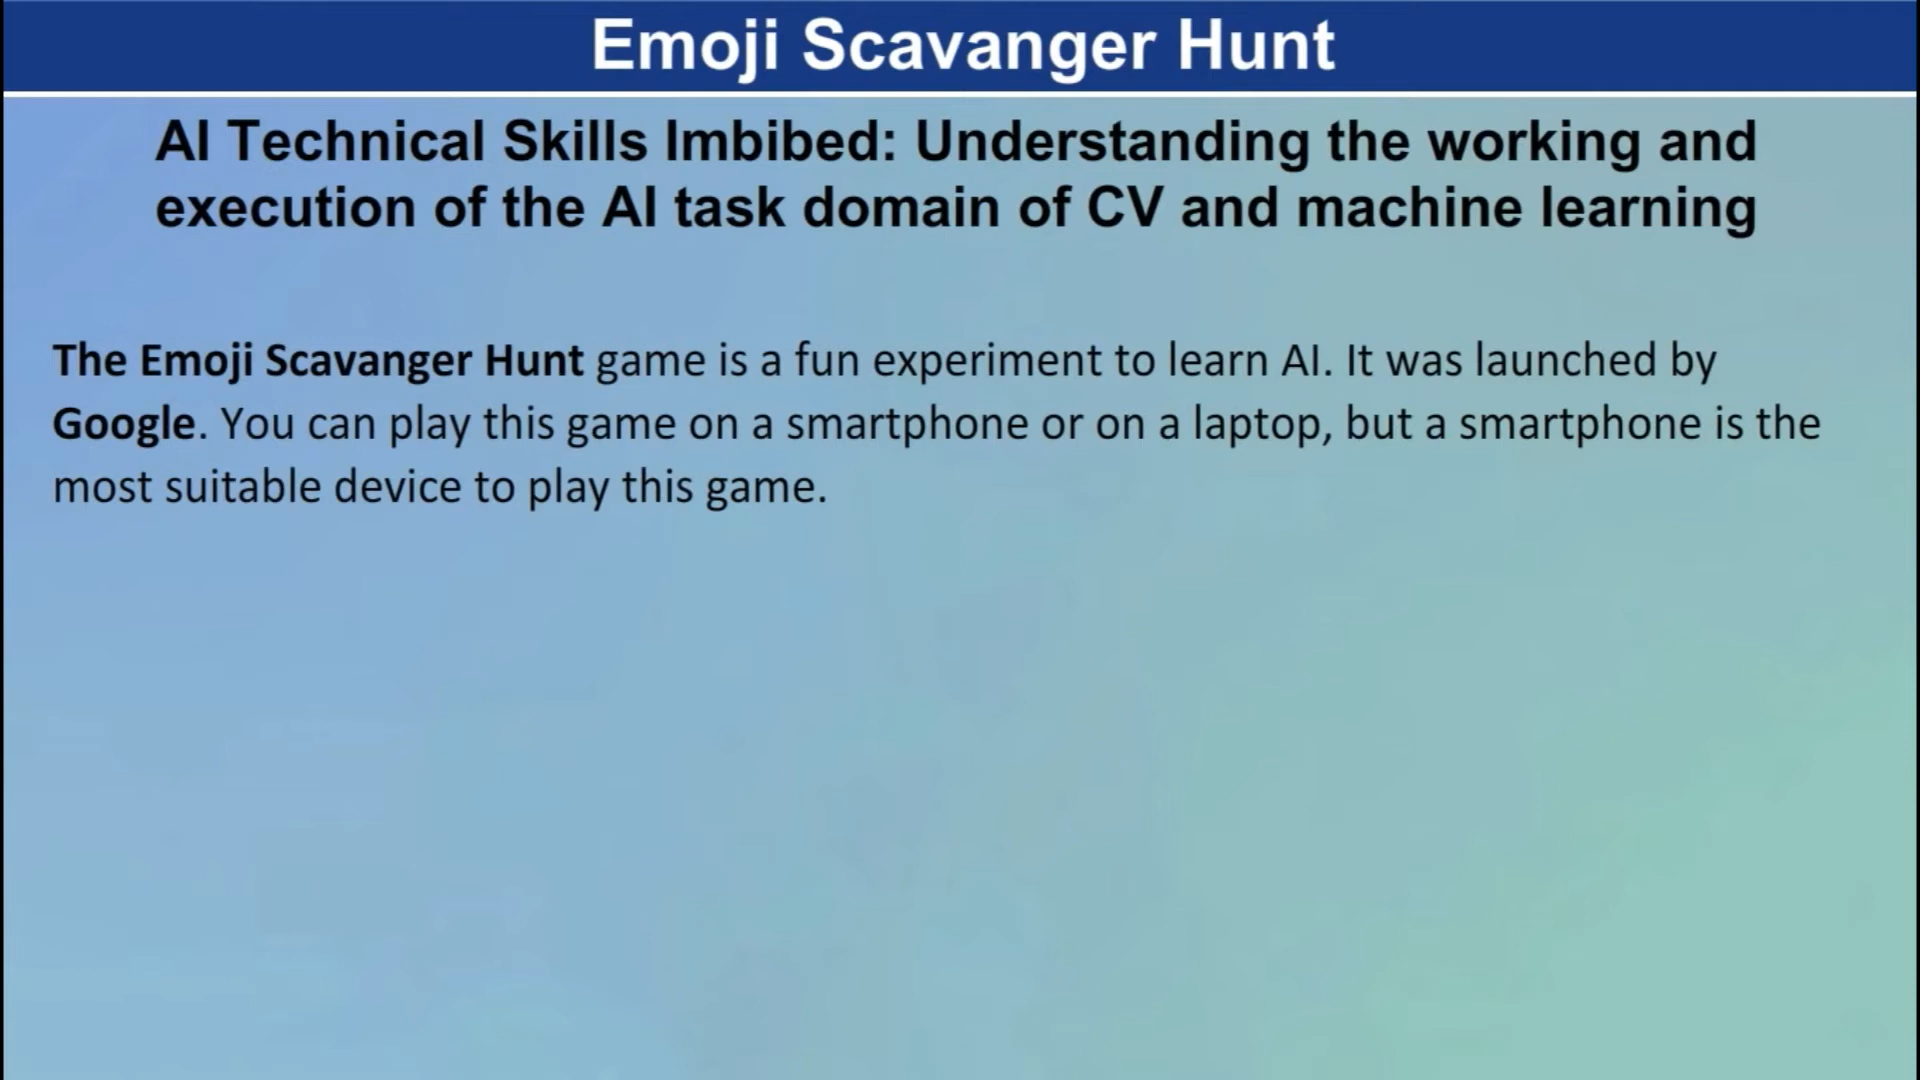 Emoji Scavanger Hunt
AI Technical Skills Imbibed: Understanding the working and
execution of the AI task domain of CV and machine learning
The Emoji Scavanger Hunt game is a fun experiment to learn AI. It was launched by
Google. You can play this game on a smartphone or on a laptop, but a smartphone is the
most suitable device to play this game.